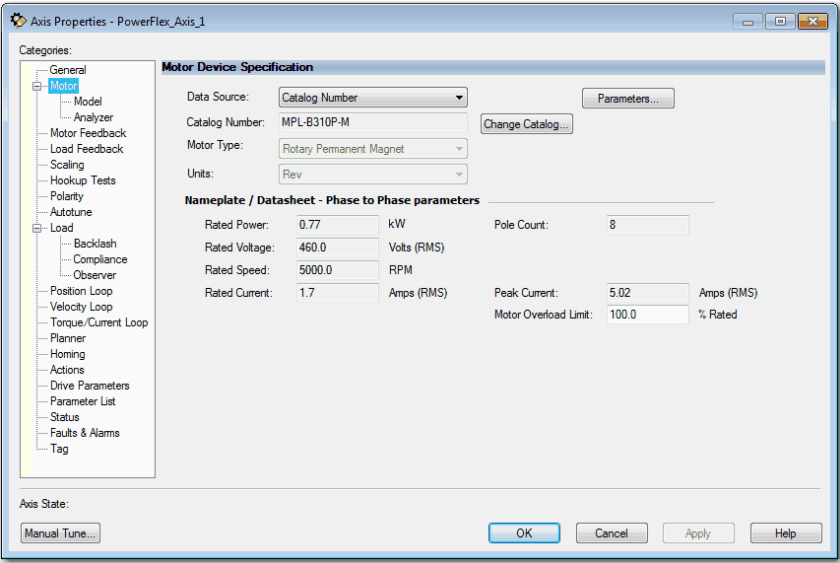 Axis Properties - PowerFlex_Axis_1
Categories:
General
Motor
Model
Analyzer
Motor Feedback
Load Feedback
Scaling
Hookup Tests
Polarity
Autotune
Load
Backlash
Compliance
Observer
Position Loop
Velocity Loop
Torque/Current Loop
Planner
Homing
Actions
Drive Parameters
Parameter List
Status
Faults & Alarms
Tag
Motor Device Specification
Data Source: Catalog Number Parameters...
Catalog Number: MPL-B310P-M Change Catalog...
Motor Type: Rotary Permanent Magnet
Units: Rev
Nameplate / Datasheet - Phase to Phase parameters
Rated Power: 0.77 kW Pole Count: 8
Rated Voltage: 460.0 Volts (RMS)
Rated Speed: 5000.0 RPM
Rated Current: 1.7 Amps (RMS) Peak Current: 5.02 Amps (RMS)
Motor Overload Limit: 100.0 % Rated
Axis State:
Manual Tune... OK Cancel Apply Help